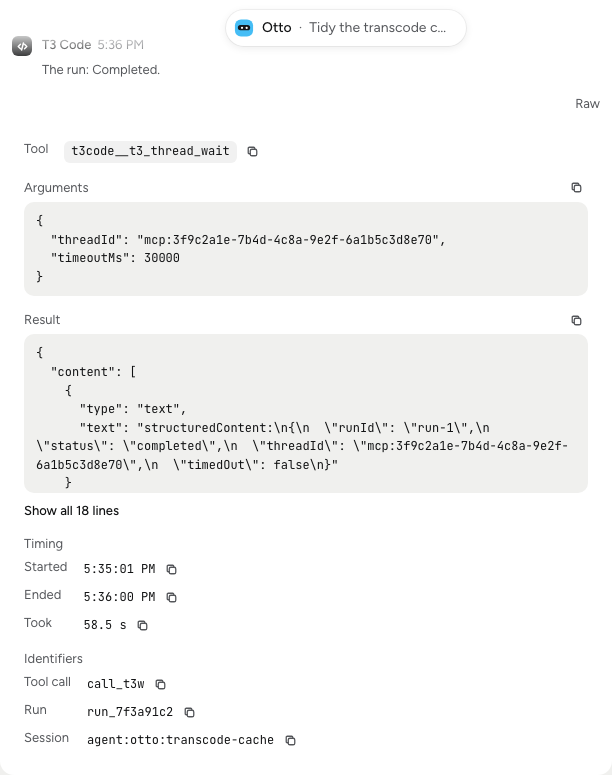 Otto · Tidy the transcode c...
T3 Code 5:36 PM
The run: Completed.
Raw
Tool t3code__t3_thread_wait
Arguments
{
  "threadId": "mcp:3f9c2a1e-7b4d-4c8a-9e2f-6a1b5c3d8e70",
  "timeoutMs": 30000
}
Result
{
  "content": [
    {
      "type": "text",
      "text": "structuredContent:\n{\n  \"runId\": \"run-1\",\n
\"status\": \"completed\",\n  \"threadId\": \"mcp:3f9c2a1e-7b4d-4c8a-9e2f-
6a1b5c3d8e70\",\n  \"timedOut\": false\n}"
    }
Show all 18 lines
Timing
Started 5:35:01 PM
Ended 5:36:00 PM
Took 58.5 s
Identifiers
Tool call call_t3w
Run run_7f3a91c2
Session agent:otto:transcode-cache